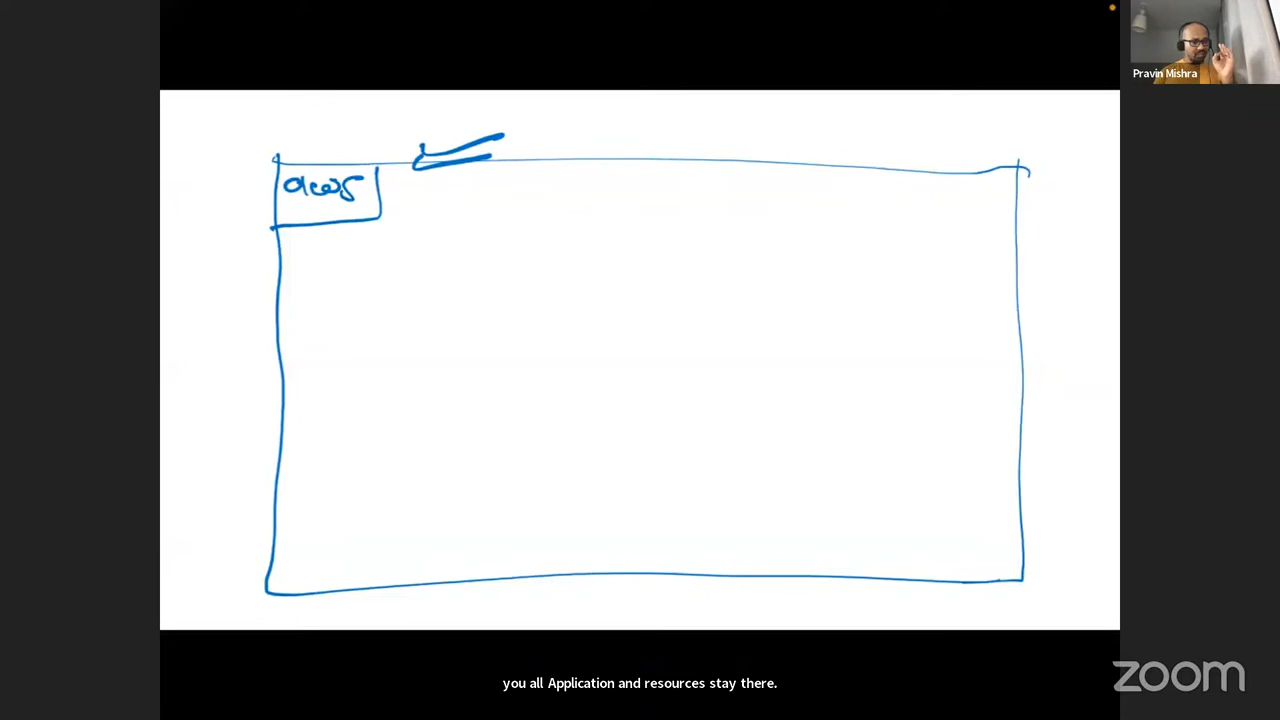 Pravin Mishra
aws
you all Application and resources stay there.
zoom